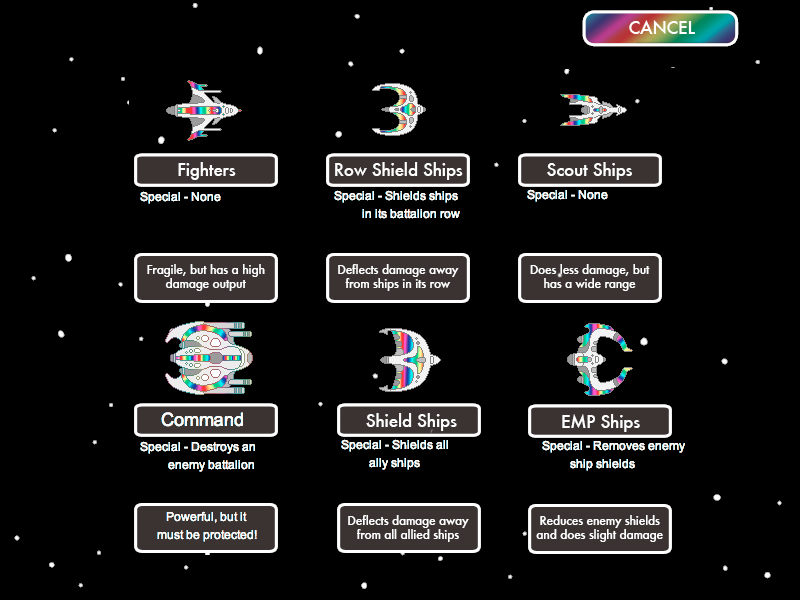 CANCEL
Fighters
Row Shield Ships
Scout Ships
Special - None
Special - Shields ships
in its battalion row
Special - None
Fragile, but has a high
damage output
Deflects damage away
from ships in its row
Does less damage, but
has a wide range
Command
Shield Ships
EMP Ships
Special - Destroys an
enemy battalion
Special - Shields all
ally ships
Special - Removes enemy
ship shields
Powerful, but it
must be protected!
Deflects damage away
from all allied ships
Reduces enemy shields
and does slight damage